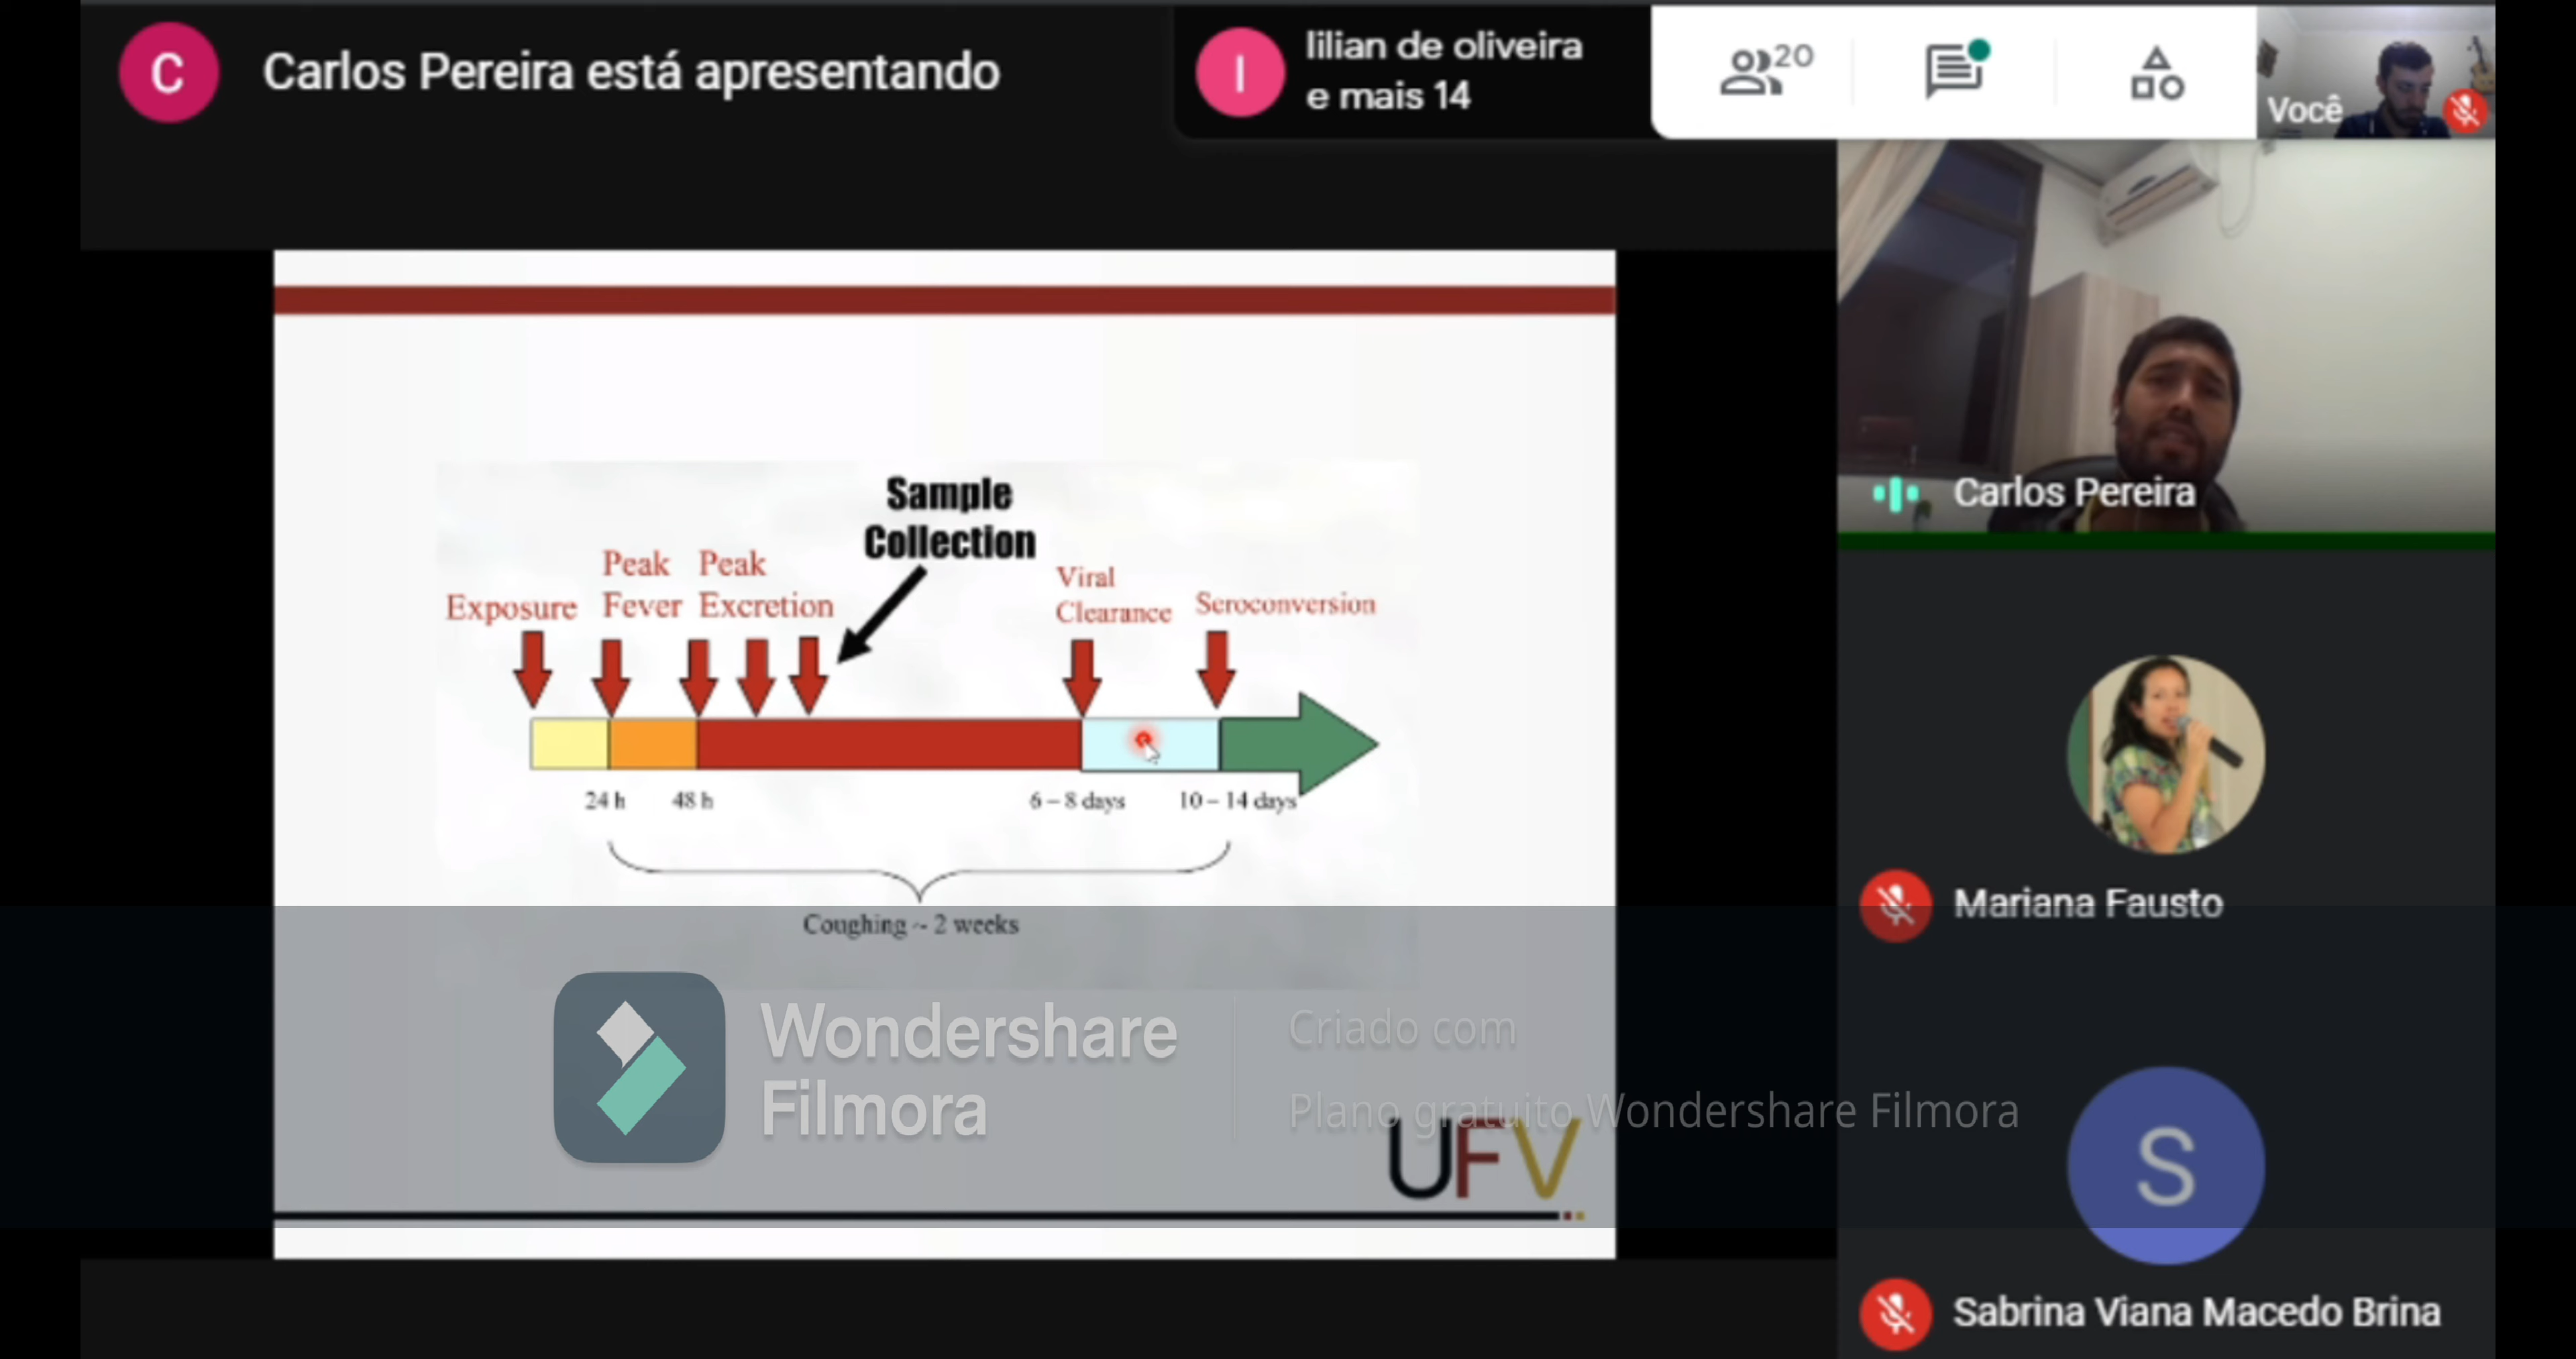 C
Carlos Pereira está apresentando
l
lilian de oliveira
e mais 14
20
Você
Sample
Collection
Peak
Fever
Peak
Excretion
Exposure
Viral
Clearance
Seroconversion
24 h
48 h
6 – 8 days
10 – 14 days
Coughing ~ 2 weeks
Carlos Pereira
Mariana Fausto
S
Sabrina Viana Macedo Brina
Wondershare
Filmora
Criado com
Plano gratuito Wondershare Filmora
UFV